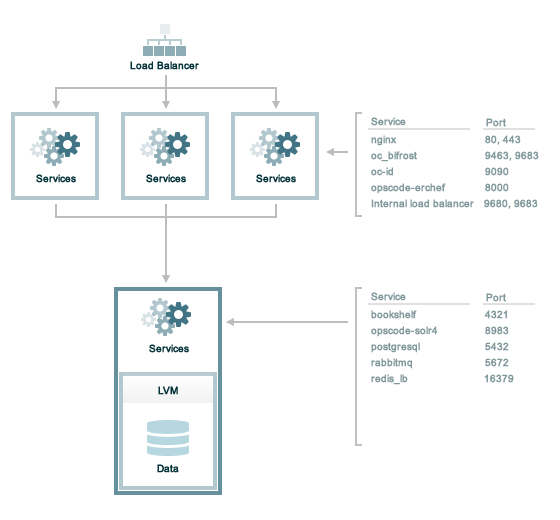 Load Balancer
Services
Services
Services
Service Port
nginx 80, 443
oc_bifrost 9463, 9683
oc-id 9090
opscode-erchef 8000
Internal load balancer 9680, 9683
Services
LVM
Data
Service Port
bookshelf 4321
opscode-solr4 8983
postgresql 5432
rabbitmq 5672
redis_lb 16379